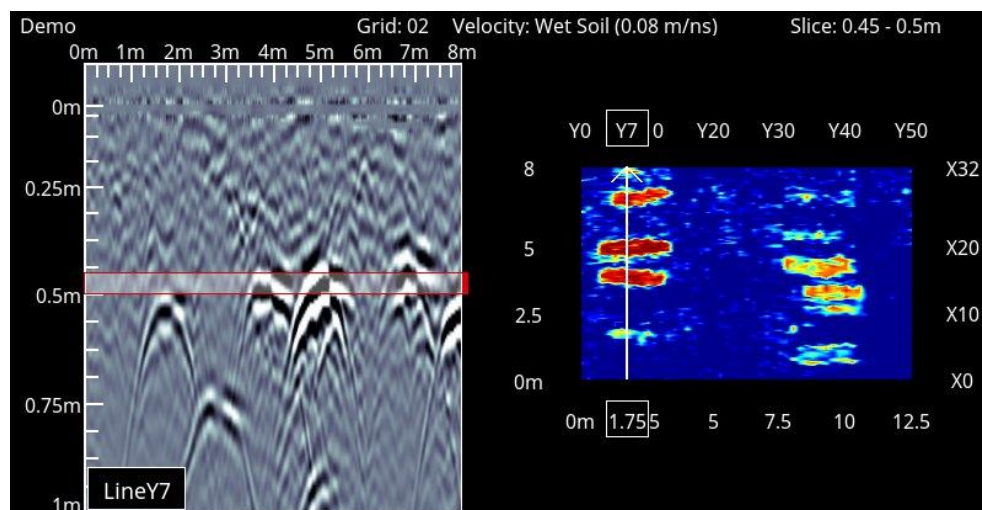 Demo Grid: 02 Velocity: Wet Soil (0.08 m/ns) Slice: 0.45 - 0.5m
0m 1m 2m 3m 4m 5m 6m 7m 8m
0m
0.25m
0.5m
0.75m
1m
LineY7
Y0 Y7 0 Y20 Y30 Y40 Y50
8 X32
5 X20
2.5 X10
0m X0
0m 1.755 5 7.5 10 12.5